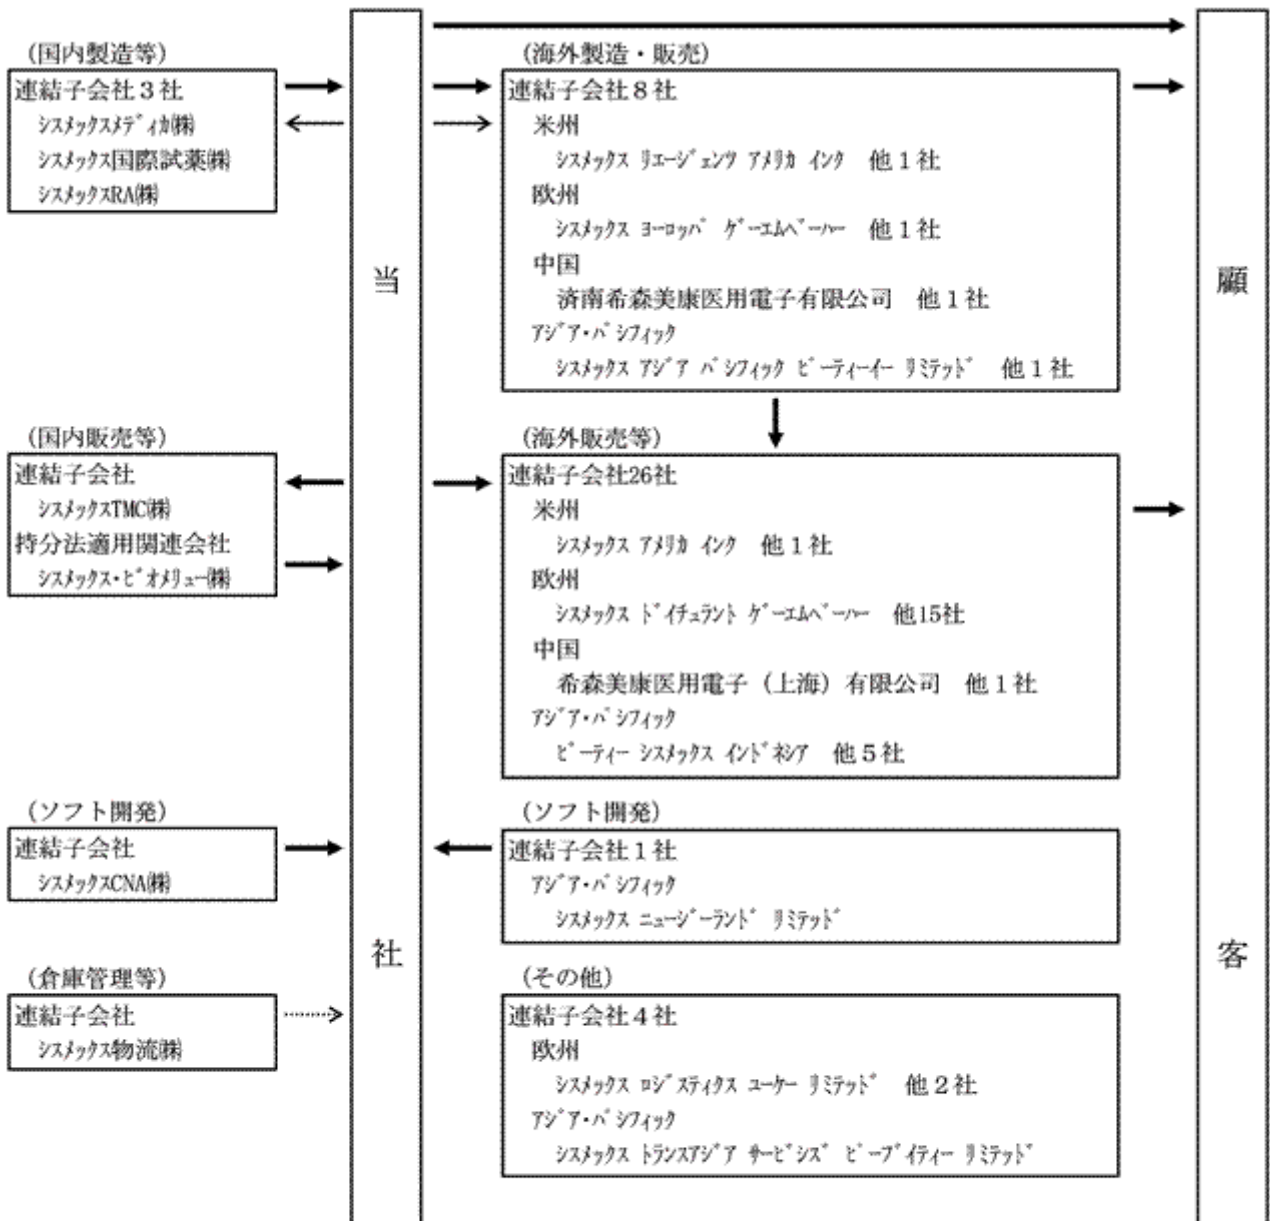 (国内製造等)
連結子会社3社
ｼｽﾒｯｸｽﾒﾃﾞｨｶ㈱
ｼｽﾒｯｸｽ国際試薬㈱
ｼｽﾒｯｸｽRA㈱
(国内販売等)
連結子会社
ｼｽﾒｯｸｽTMC㈱
持分法適用関連会社
ｼｽﾒｯｸｽ・ﾋﾞｵﾒﾘｭｰ㈱
(ソフト開発)
連結子会社
ｼｽﾒｯｸｽCNA㈱
(倉庫管理等)
連結子会社
ｼｽﾒｯｸｽ物流㈱
当
社
(海外製造・販売)
連結子会社8社
米州
ｼｽﾒｯｸｽ ﾘｴｰｼﾞｪﾝﾂ ｱﾒﾘｶ ｲﾝｸ 他1社
欧州
ｼｽﾒｯｸｽ ﾖｰﾛｯﾊﾟ ｹﾞｰｴﾑﾍﾞｰﾊｰ 他1社
中国
済南希森美康医用電子有限公司 他1社
ｱｼﾞｱ・ﾊﾟｼﾌｨｯｸ
ｼｽﾒｯｸｽ ｱｼﾞｱ ﾊﾟｼﾌｨｯｸ ﾋﾟｰﾃｨｰｲｰ ﾘﾐﾃｯﾄﾞ 他1社
(海外販売等)
連結子会社26社
米州
ｼｽﾒｯｸｽ ｱﾒﾘｶ ｲﾝｸ 他1社
欧州
ｼｽﾒｯｸｽ ﾄﾞｲﾁｭﾗﾝﾄ ｹﾞｰｴﾑﾍﾞｰﾊｰ 他15社
中国
希森美康医用電子(上海)有限公司 他1社
ｱｼﾞｱ・ﾊﾟｼﾌｨｯｸ
ﾋﾟｰﾃｨｰ ｼｽﾒｯｸｽ ｲﾝﾄﾞﾈｼｱ 他5社
(ソフト開発)
連結子会社1社
ｱｼﾞｱ・ﾊﾟｼﾌｨｯｸ
ｼｽﾒｯｸｽ ﾆｭｰｼﾞｰﾗﾝﾄﾞ ﾘﾐﾃｯﾄﾞ
(その他)
連結子会社4社
欧州
ｼｽﾒｯｸｽ ﾛｼﾞｽﾃｨｸｽ ﾕｰｹｰ ﾘﾐﾃｯﾄﾞ 他2社
ｱｼﾞｱ・ﾊﾟｼﾌｨｯｸ
ｼｽﾒｯｸｽ ﾄﾗﾝｽｱｼﾞｱ ｻｰﾋﾞｼｽﾞ ﾋﾟｰﾌﾞｲﾃｨｰ ﾘﾐﾃｯﾄﾞ
顧
客